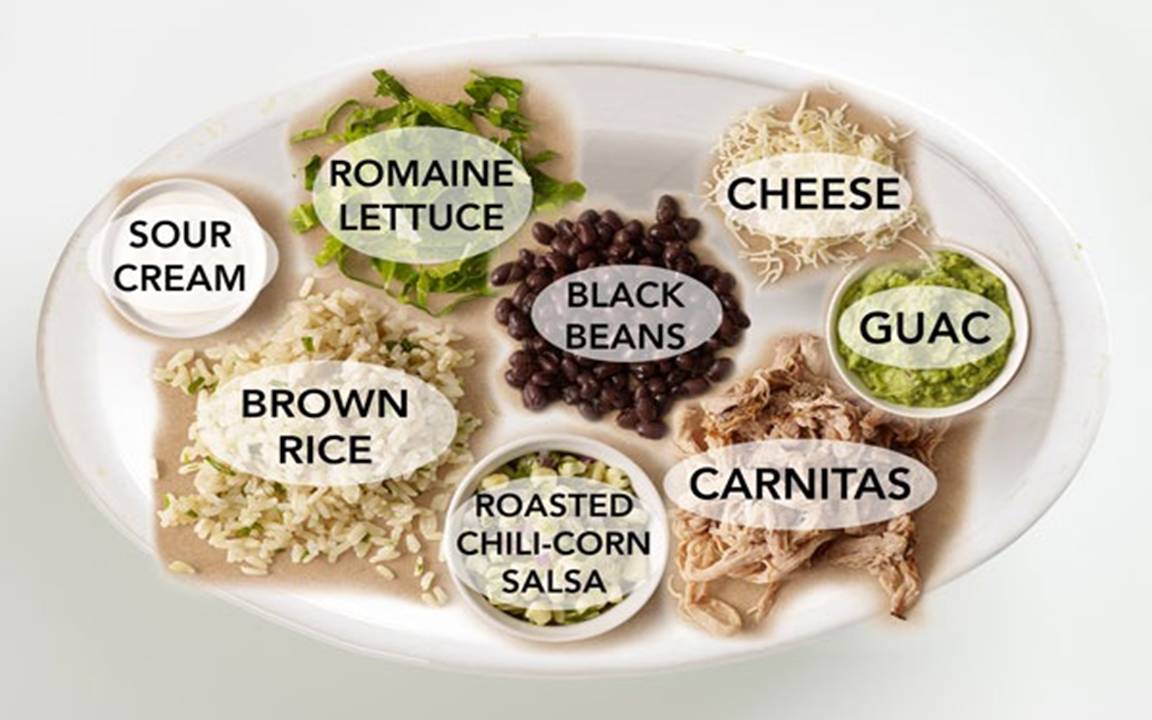 ROMAINE
LETTUCE
CHEESE
SOUR
CREAM
BLACK
BEANS
GUAC
BROWN
RICE
CARNITAS
ROASTED
CHILI-CORN
SALSA